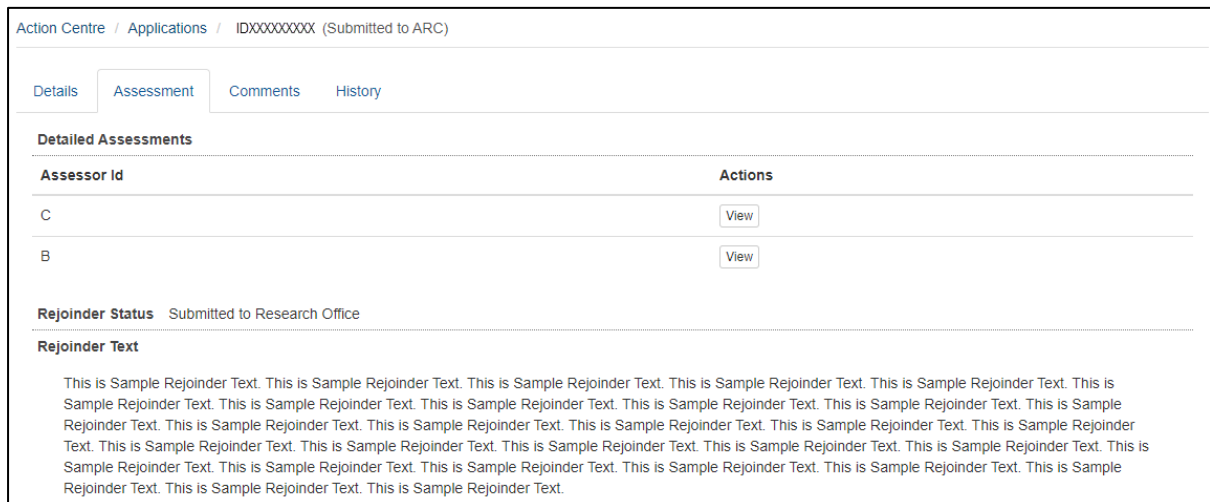 Action Centre / Applications / IDXXXXXXXXX (Submitted to ARC)
Details Assessment Comments History
Detailed Assessments
Assessor Id Actions
C View
B View
Rejoinder Status Submitted to Research Office
Rejoinder Text
This is Sample Rejoinder Text. This is Sample Rejoinder Text. This is Sample Rejoinder Text. This is Sample Rejoinder Text. This is Sample Rejoinder Text. This is
Sample Rejoinder Text. This is Sample Rejoinder Text. This is Sample Rejoinder Text. This is Sample Rejoinder Text. This is Sample Rejoinder Text. This is Sample
Rejoinder Text. This is Sample Rejoinder Text. This is Sample Rejoinder Text. This is Sample Rejoinder Text. This is Sample Rejoinder Text. This is Sample Rejoinder
Text. This is Sample Rejoinder Text. This is Sample Rejoinder Text. This is Sample Rejoinder Text. This is Sample Rejoinder Text. This is Sample Rejoinder Text. This is
Sample Rejoinder Text. This is Sample Rejoinder Text. This is Sample Rejoinder Text. This is Sample Rejoinder Text. This is Sample Rejoinder Text. This is Sample
Rejoinder Text. This is Sample Rejoinder Text. This is Sample Rejoinder Text.